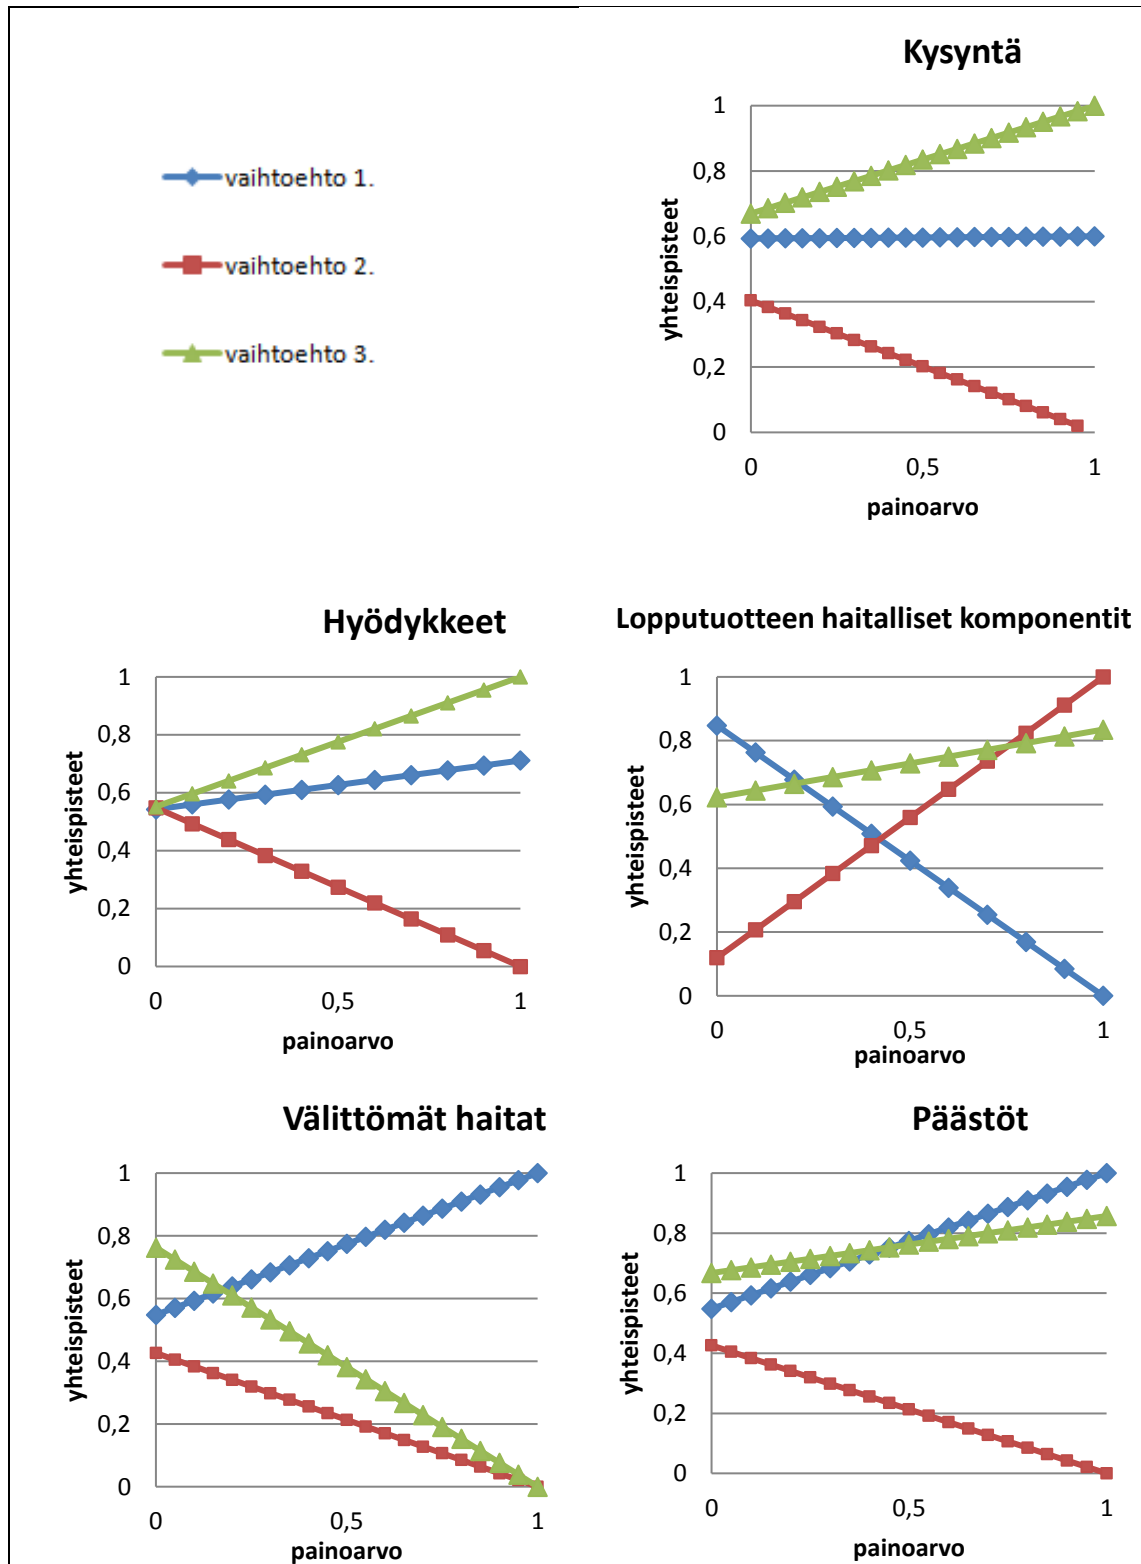 Kysyntä
vaihtoehto 1.
vaihtoehto 2.
vaihtoehto 3.
yhteispisteet
1
0,8
0,6
0,4
0,2
0
0
0,5
1
painoarvo
Hyödykkeet
yhteispisteet
1
0,8
0,6
0,4
0,2
0
0
0,5
1
painoarvo
Lopputuotteen haitalliset komponentit
yhteispisteet
1
0,8
0,6
0,4
0,2
0
0
0,5
1
painoarvo
Välittömät haitat
yhteispisteet
1
0,8
0,6
0,4
0,2
0
0
0,5
1
painoarvo
Päästöt
yhteispisteet
1
0,8
0,6
0,4
0,2
0
0
0,5
1
painoarvo